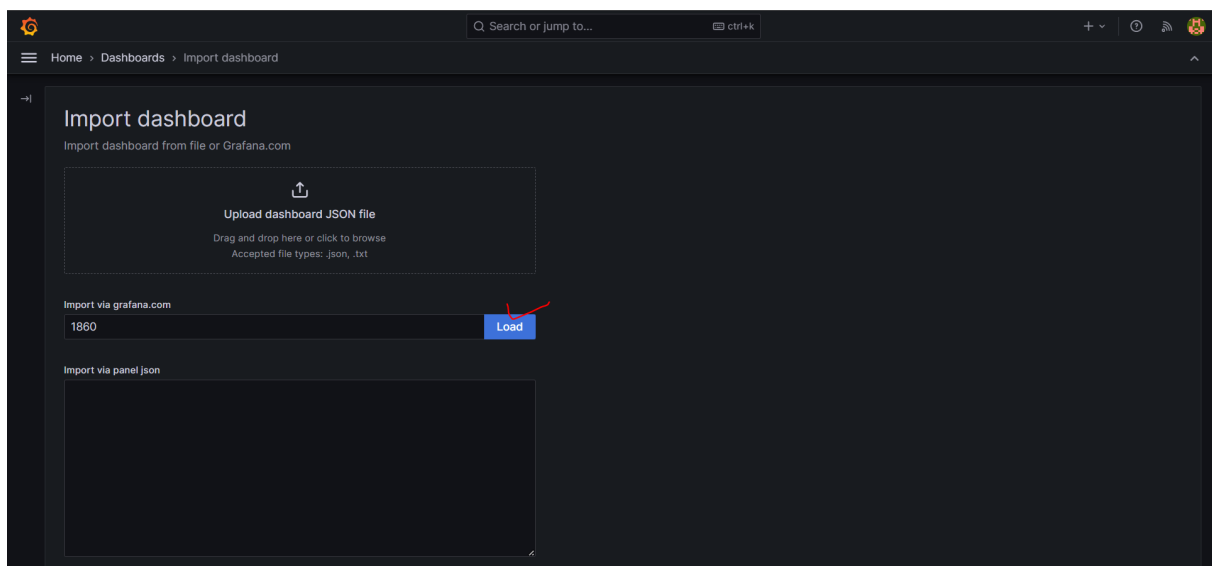 Search or jump to... ctrl+k
Home › Dashboards › Import dashboard
Import dashboard
Import dashboard from file or Grafana.com
Upload dashboard JSON file
Drag and drop here or click to browse
Accepted file types: .json, .txt
Import via grafana.com
1860 Load
Import via panel json